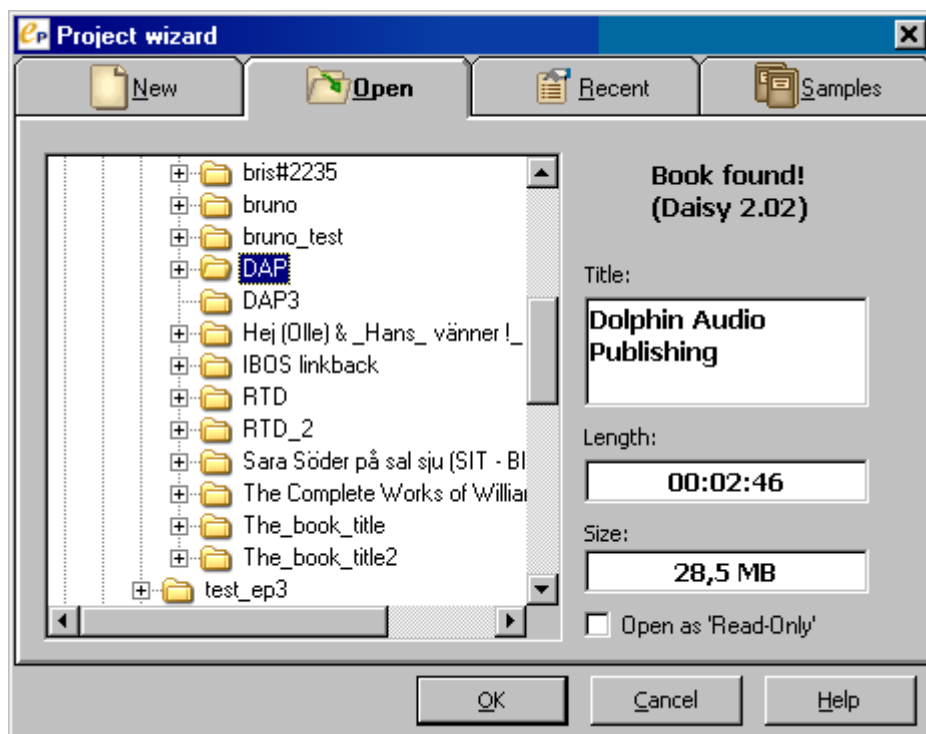 eP Project wizard
New
Open
Recent
Samples
bris#2235
bruno
bruno_test
DAP
DAP3
Hej (Olle) & _Hans_ vänner !_
IBOS linkback
RTD
RTD_2
Sara Söder på sal sju (SIT - BI
The Complete Works of Willia
The_book_title
The_book_title2
test_ep3
Book found!
(Daisy 2.02)
Title:
Dolphin Audio
Publishing
Length:
00:02:46
Size:
28,5 MB
Open as 'Read-Only'
OK
Cancel
Help